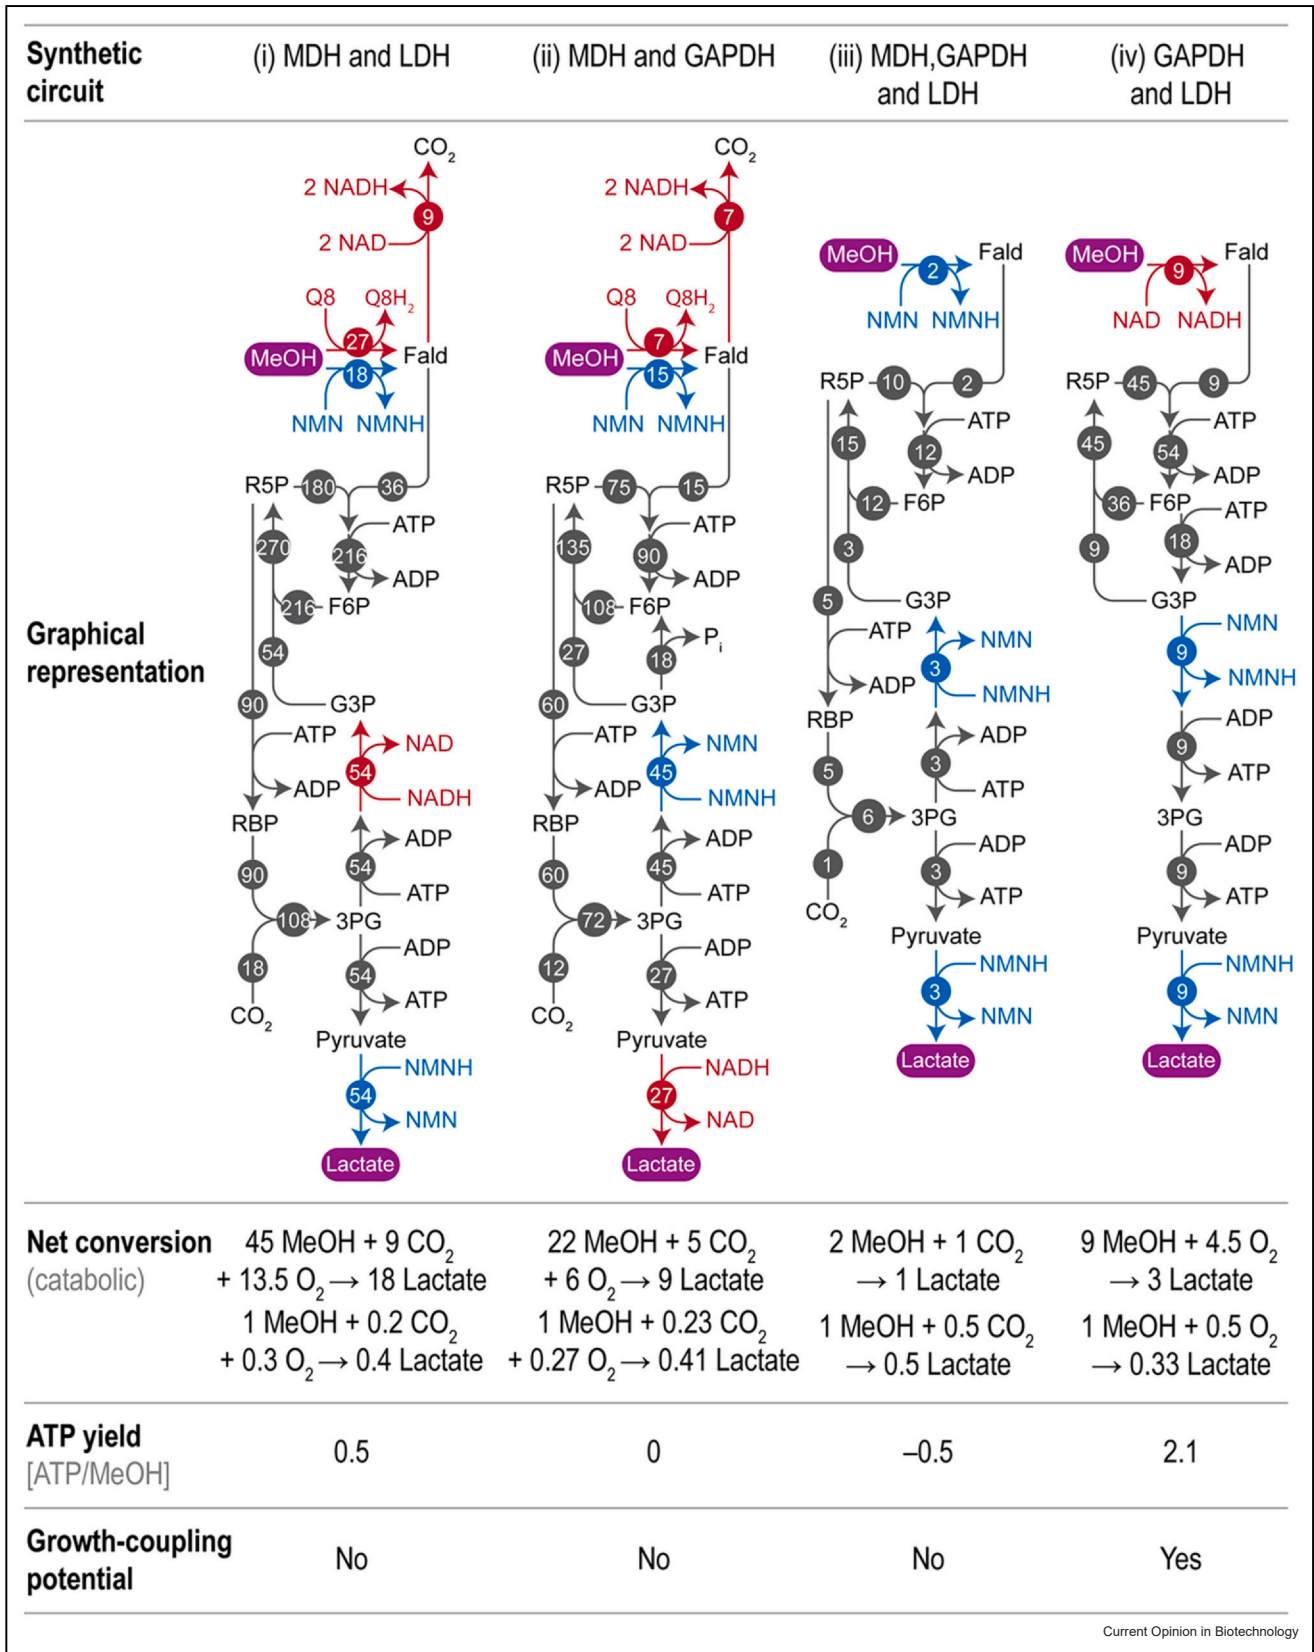 Synthetic circuit
(i) MDH and LDH
(ii) MDH and GAPDH
(iii) MDH,GAPDH and LDH
(iv) GAPDH and LDH
Graphical representation
CO2
2 NADH
9
2 NAD
Q8
Q8H2
27
MeOH
Fald
18
NMN
NMNH
R5P
180
36
ATP
270
216
ADP
216
F6P
54
90
G3P
ATP
NAD
54
ADP
NADH
RBP
ADP
90
54
ATP
108
3PG
18
ADP
54
CO2
ATP
Pyruvate
NMNH
54
NMN
Lactate
CO2
2 NADH
7
2 NAD
Q8
Q8H2
7
MeOH
Fald
15
NMN
NMNH
R5P
75
15
ATP
135
90
ADP
108
F6P
Pi
27
18
60
G3P
ATP
NMN
45
ADP
NMNH
RBP
ADP
60
45
ATP
72
3PG
12
ADP
27
CO2
ATP
Pyruvate
NADH
27
NAD
Lactate
MeOH
2
Fald
NMN
NMNH
R5P
10
2
ATP
15
12
ADP
12
F6P
3
5
G3P
ATP
NMN
3
ADP
NMNH
RBP
ADP
5
3
ATP
6
3PG
1
ADP
3
ATP
CO2
Pyruvate
NMNH
3
NMN
Lactate
MeOH
9
Fald
NAD
NADH
R5P
45
9
ATP
45
54
ADP
36
F6P
ATP
18
9
ADP
G3P
NMN
9
NMNH
ADP
9
ATP
3PG
ADP
9
ATP
Pyruvate
NMNH
9
NMN
Lactate
Net conversion
(catabolic)
45 MeOH + 9 CO2
+ 13.5 O2 → 18 Lactate
1 MeOH + 0.2 CO2
+ 0.3 O2 → 0.4 Lactate
22 MeOH + 5 CO2
+ 6 O2 → 9 Lactate
1 MeOH + 0.23 CO2
+ 0.27 O2 → 0.41 Lactate
2 MeOH + 1 CO2
→ 1 Lactate
1 MeOH + 0.5 CO2
→ 0.5 Lactate
9 MeOH + 4.5 O2
→ 3 Lactate
1 MeOH + 0.5 O2
→ 0.33 Lactate
ATP yield
[ATP/MeOH]
0.5
0
–0.5
2.1
Growth-coupling
potential
No
No
No
Yes
Current Opinion in Biotechnology